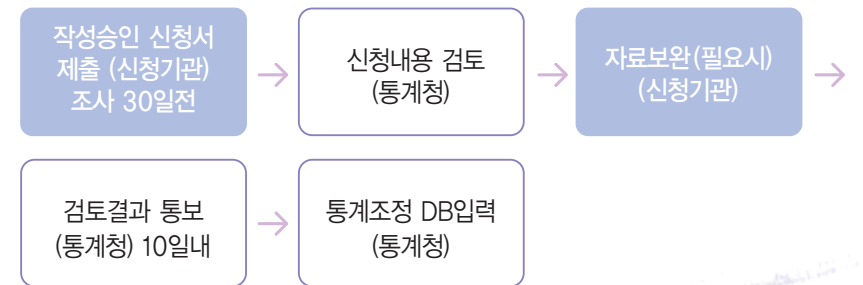 작성승인 신청서
제출 (신청기관)
조사 30일전
신청내용 검토
(통계청)
자료보완(필요시)
(신청기관)
검토결과 통보
(통계청) 10일내
통계조정 DB입력
(통계청)